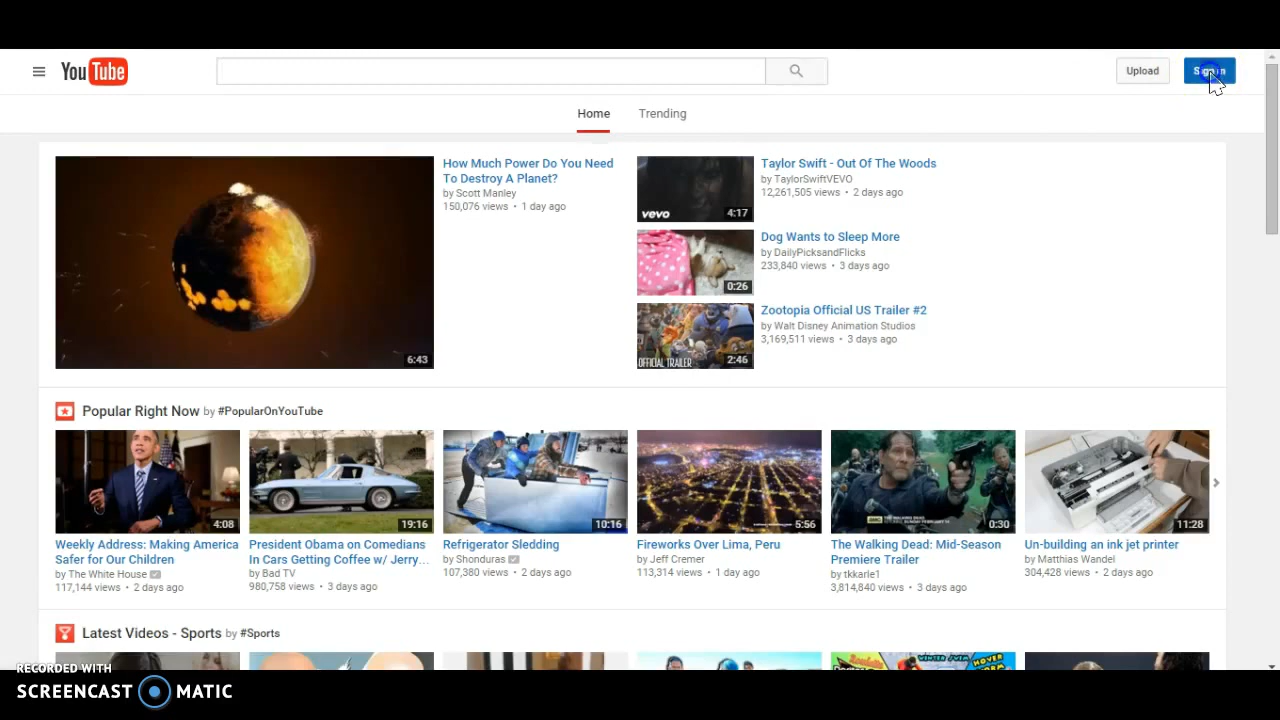 YouTube
Upload
Sign in
Home
Trending
6:43
How Much Power Do You Need
To Destroy A Planet?
by Scott Manley
150,076 views • 1 day ago
vevo
4:17
Taylor Swift - Out Of The Woods
by TaylorSwiftVEVO
12,261,505 views • 2 days ago
0:26
Dog Wants to Sleep More
by DailyPicksandFlicks
233,840 views • 3 days ago
OFFICIAL TRAILER
2:46
Zootopia Official US Trailer #2
by Walt Disney Animation Studios
3,169,511 views • 3 days ago
Popular Right Now by #PopularOnYouTube
4:08
Weekly Address: Making America
Safer for Our Children
by The White House
117,144 views • 2 days ago
19:16
President Obama on Comedians
In Cars Getting Coffee w/ Jerry...
by Bad TV
980,758 views • 3 days ago
10:16
Refrigerator Sledding
by Shonduras
107,380 views • 2 days ago
5:56
Fireworks Over Lima, Peru
by Jeff Cremer
113,314 views • 1 day ago
aMC
0:30
The Walking Dead: Mid-Season
Premiere Trailer
by tkkarle1
3,814,840 views • 3 days ago
11:28
Un-building an ink jet printer
by Matthias Wandel
304,428 views • 2 days ago
Latest Videos - Sports by #Sports
HOVER
RECORDED WITH
SCREENCAST MATIC